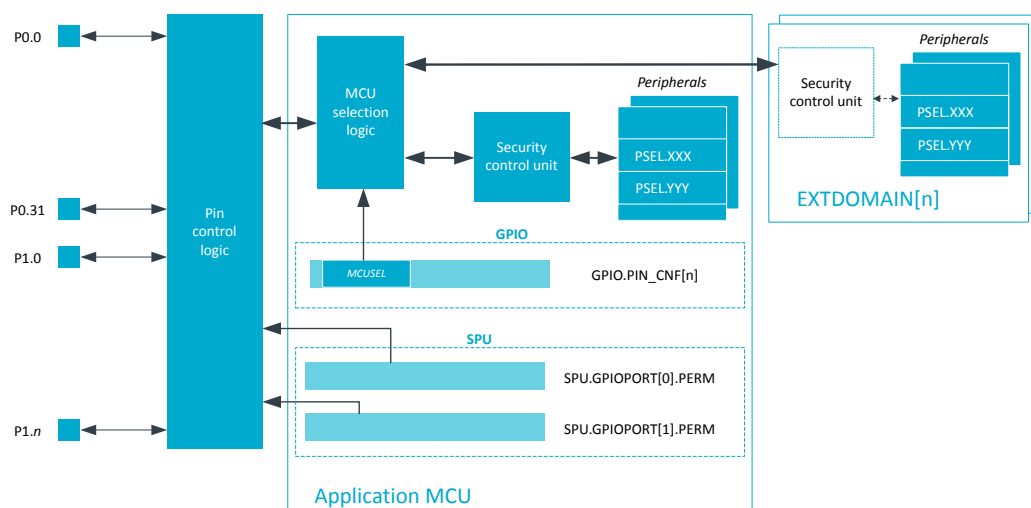 P0.0
P0.31
P1.0
P1.n
Pin
control
logic
MCU
selection
logic
Security
control unit
Peripherals
PSEL.XXX
PSEL.YYY
GPIO
MCUSEL
GPIO.PIN_CNF[n]
SPU
SPU.GPIOPORT[0].PERM
SPU.GPIOPORT[1].PERM
Application MCU
Peripherals
Security
control unit
PSEL.XXX
PSEL.YYY
EXTDOMAIN[n]